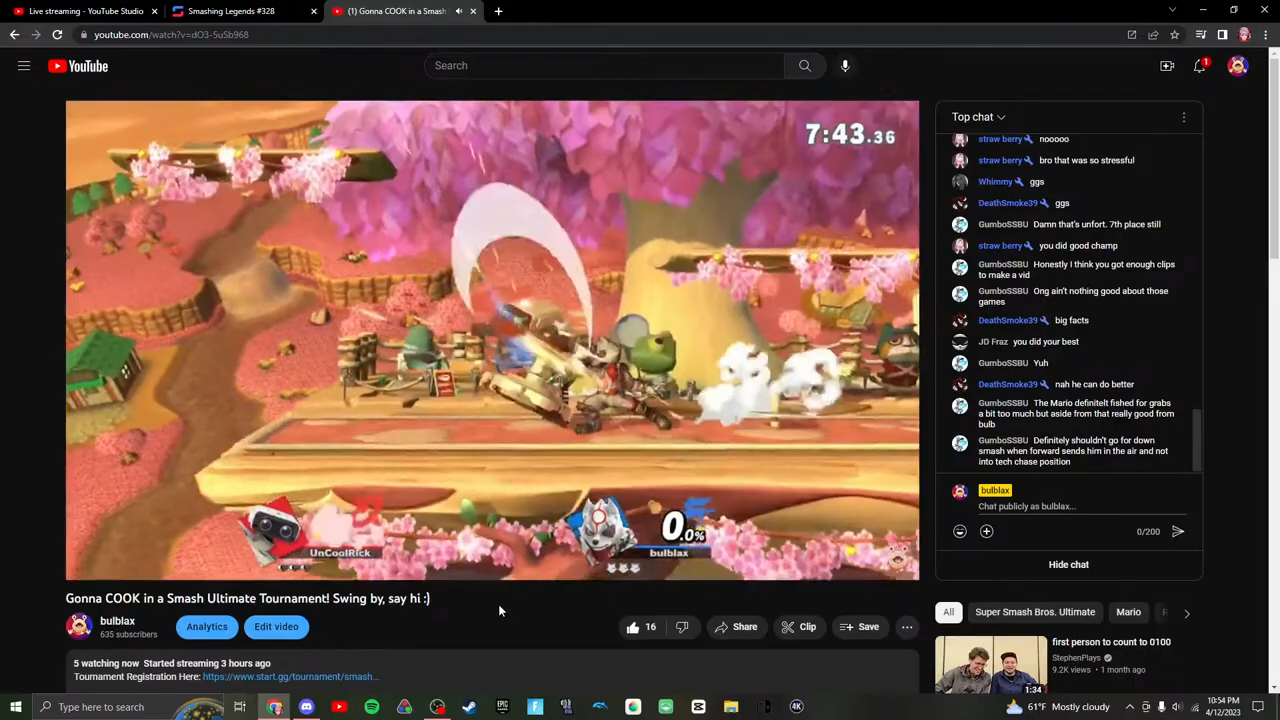 Live streaming - YouTube Studio
Smashing Legends #328
(1) Gonna COOK in a Smash
youtube.com/watch?v=dO3-5uSb968
YouTube
Search
1
7:43.36
UnCoolRick
0.0%
bulblax
Top chat
straw berry nooooo
straw berry bro that was so stressful
Whimmy ggs
DeathSmoke39 ggs
GumboSSBU Damn that's unfort. 7th place still
straw berry you did good champ
GumboSSBU Honestly I think you got enough clips
to make a vid
GumboSSBU Ong ain't nothing good about those
games
DeathSmoke39 big facts
JD Fraz you did your best
GumboSSBU Yuh
DeathSmoke39 nah he can do better
GumboSSBU The Mario definitelt fished for grabs
a bit too much but aside from that really good from
bulb
GumboSSBU Definitely shouldn't go for down
smash when forward sends him in the air and not
into tech chase position
bulblax
Chat publicly as bulblax...
0/200
Hide chat
Gonna COOK in a Smash Ultimate Tournament! Swing by, say hi :)
bulblax
635 subscribers
Analytics
Edit video
16
Share
Clip
Save
5 watching now Started streaming 3 hours ago
Tournament Registration Here: https://www.start.gg/tournament/smash...
All
Super Smash Bros. Ultimate
Mario
first person to count to 0100
StephenPlays
9.2K views • 1 month ago
1:34
Type here to search
61°F Mostly cloudy
10:54 PM
4/12/2023